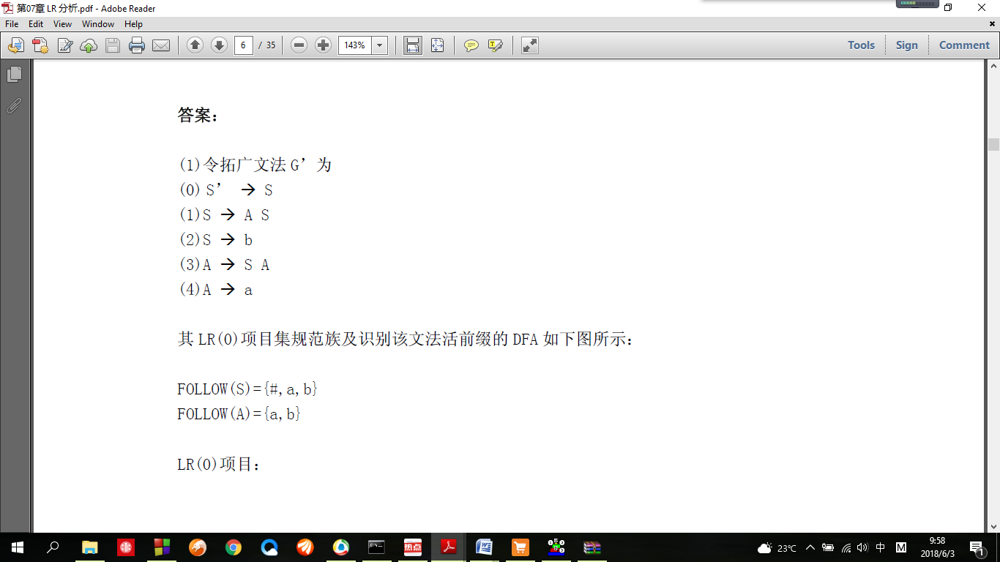 第07章 LR 分析.pdf - Adobe Reader
File Edit View Window Help
6 / 35 143% Tools Sign Comment
答案：
(1)令拓广文法 G’为
(0) S’ → S
(1)S → A S
(2)S → b
(3)A → S A
(4)A → a
其 LR(0)项目集规范族及识别该文法活前缀的 DFA 如下图所示：
FOLLOW(S)={#,a,b}
FOLLOW(A)={a,b}
LR(0)项目：
热点
23℃ 中 M 9:58
2018/6/3 1